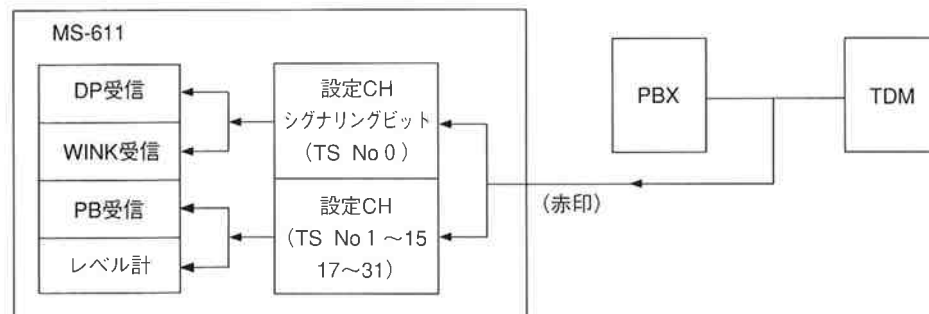 MS-611
DP受信
WINK受信
PB受信
レベル計
設定CH
シグナリングビット
(TS No 0)
設定CH
(TS No 1 ～15
17～31)
(赤印)
PBX
TDM